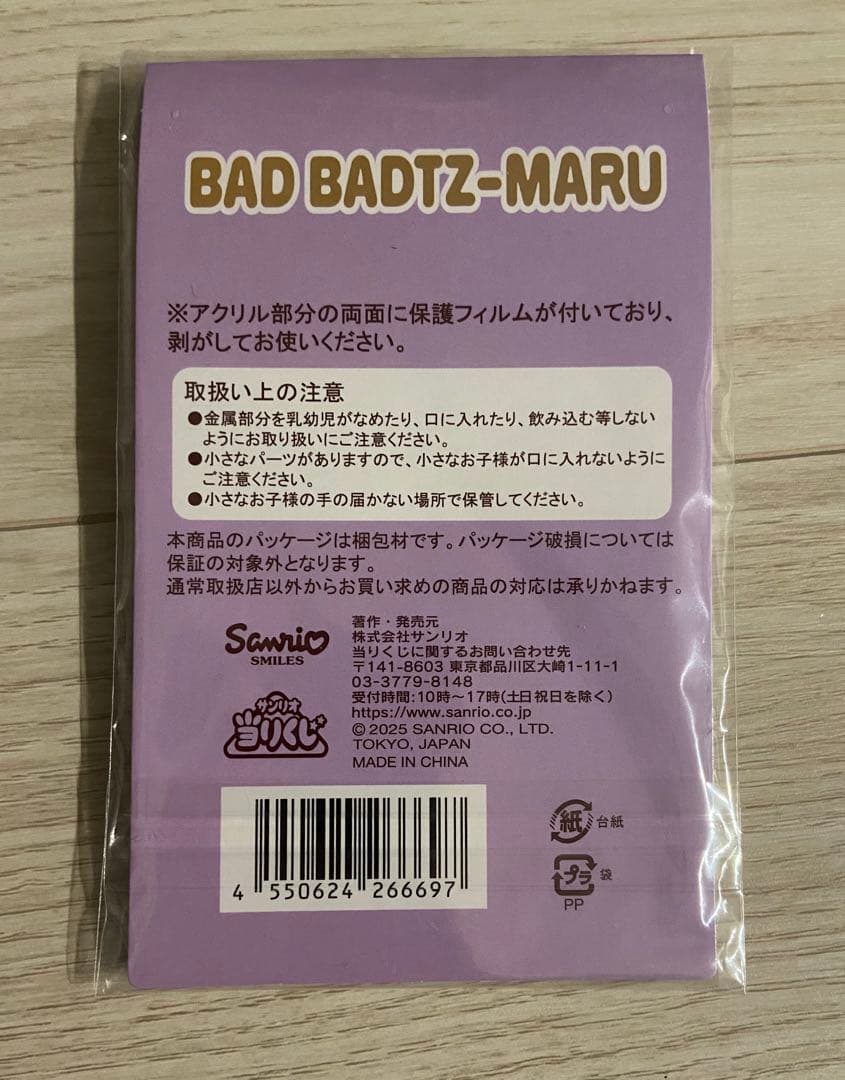 BAD BADTZ-MARU
※アクリル部分の両面に保護フィルムが付いており、
剥がしてお使いください。
取扱い上の注意
●金属部分を乳幼児がなめたり、口に入れたり、飲み込む等しない
ようにお取り扱いにご注意ください。
●小さなパーツがありますので、小さなお子様が口に入れないように
ご注意ください。
●小さなお子様の手の届かない場所で保管してください。
本商品のパッケージは梱包材です。パッケージ破損については
保証の対象外となります。
通常取扱店以外からお買い求めの商品の対応は承りかねます。
Sanrio
SMILES
サンリオ
当りくじ
著作・発売元
株式会社サンリオ
当りくじに関するお問い合わせ先
〒141-8603 東京都品川区大崎1-11-1
03-3779-8148
受付時間:10時〜17時(土日祝日を除く)
https://www.sanrio.co.jp
© 2025 SANRIO CO., LTD.
TOKYO, JAPAN
MADE IN CHINA
4 550624 266697
紙 台紙
プラ 袋
PP